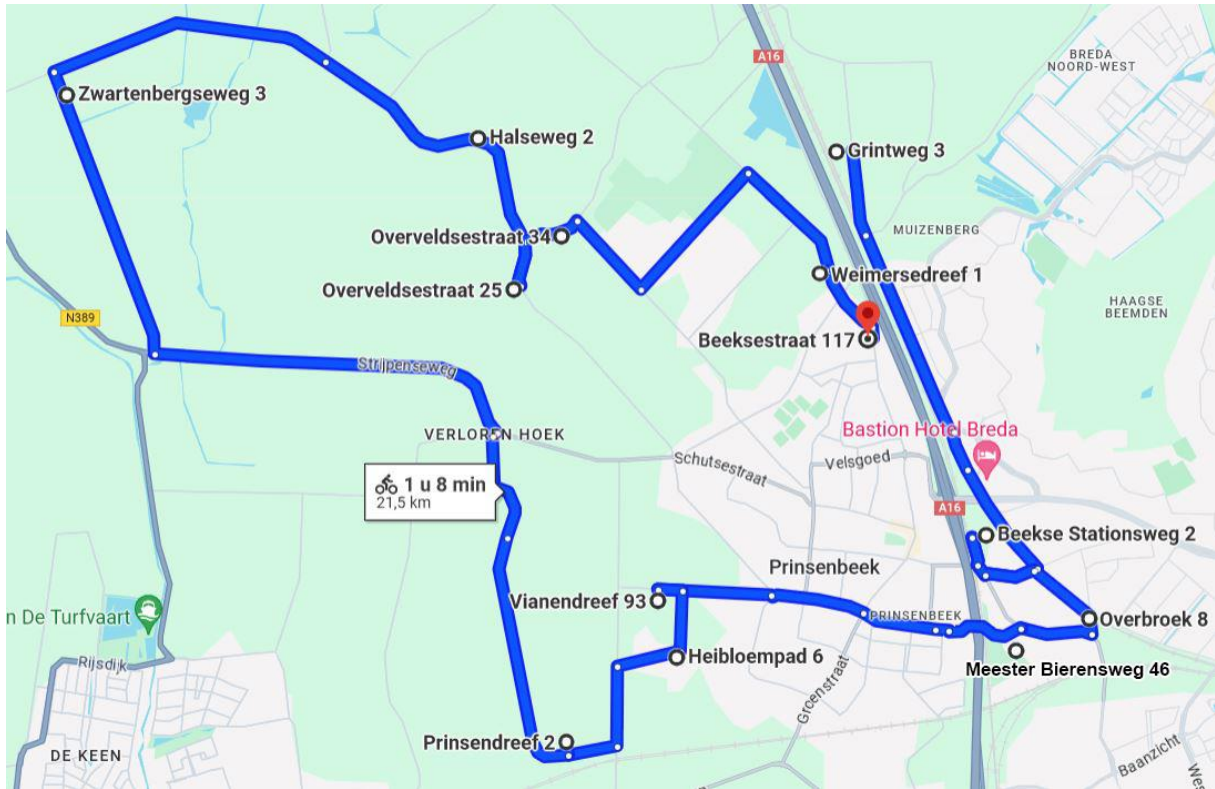 A16
BREDA
NOORD-WEST
Zwartenbergseweg 3
Halseweg 2
Grintweg 3
Overveldsestraat 34
MUIZENBERG
Overveldsestraat 25
Weimersedreef 1
HAAGSE
BEEMDEN
N389
Beeksestraat 117
Strijpenseweg
VERLOREN HOEK
Bastion Hotel Breda
Schutsestraat
Velsgoed
1 u 8 min
21,5 km
A16
Beekse Stationsweg 2
Prinsenbeek
Vianendreef 93
PRINSENBEEK
Overbroek 8
n De Turfvaart
Rijsdijk
Heibloempad 6
Meester Bierensweg 46
Groenstraat
Prinsendreef 2
DE KEEN
Baanzicht
Wes